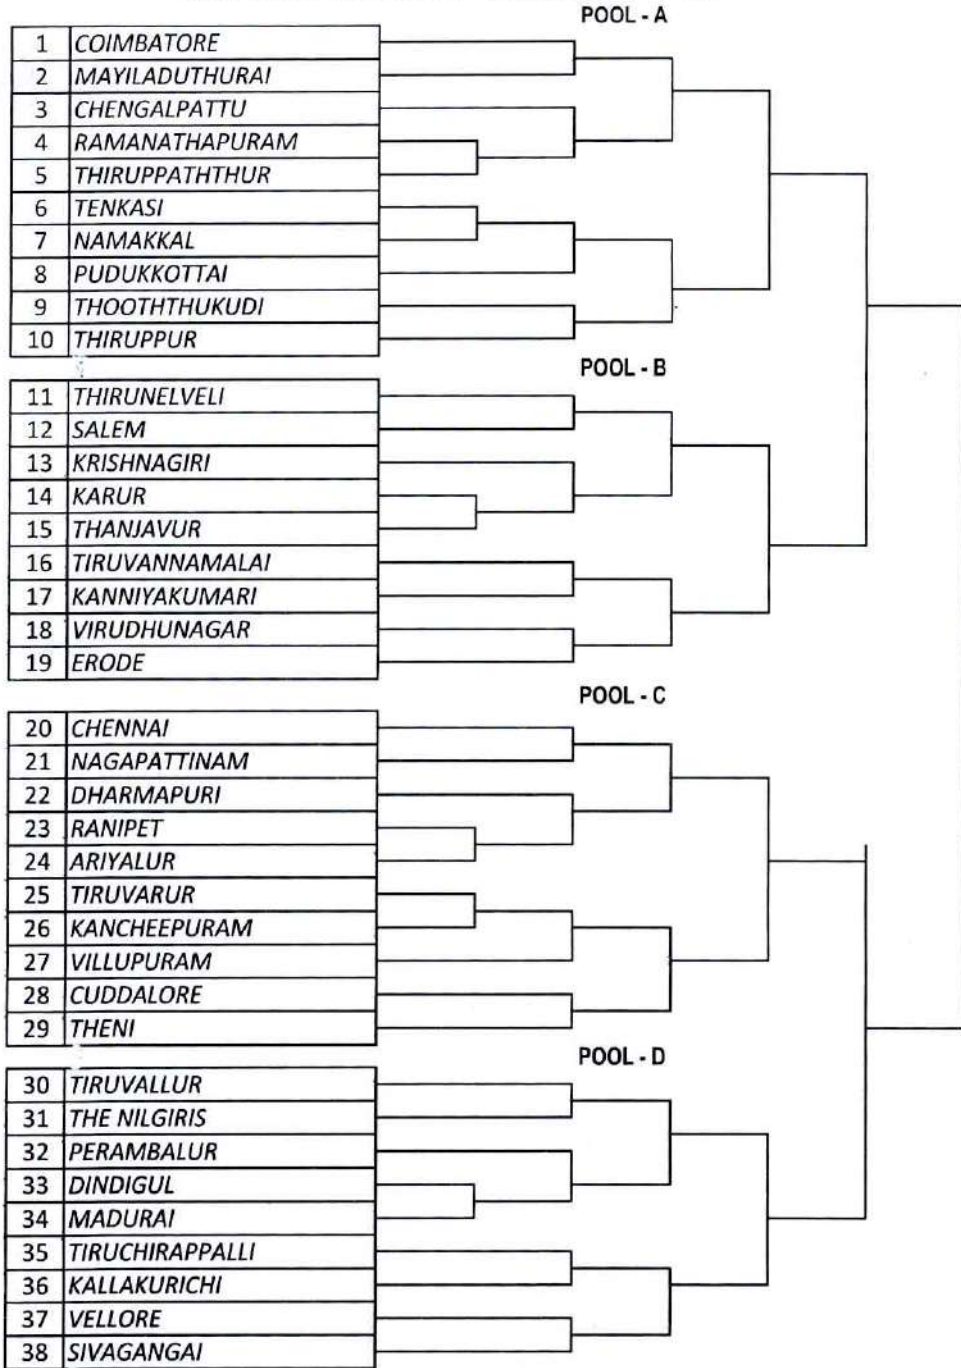 POOL - A
1 COIMBATORE
2 MAYILADUTHURAI
3 CHENGALPATTU
4 RAMANATHAPURAM
5 THIRUPPATHTHUR
6 TENKASI
7 NAMAKKAL
8 PUDUKKOTTAI
9 THOOTHTHUKUDI
10 THIRUPPUR
POOL - B
11 THIRUNELVELI
12 SALEM
13 KRISHNAGIRI
14 KARUR
15 THANJAVUR
16 TIRUVANNAMALAI
17 KANNIYAKUMARI
18 VIRUDHUNAGAR
19 ERODE
POOL - C
20 CHENNAI
21 NAGAPATTINAM
22 DHARMAPURI
23 RANIPET
24 ARIYALUR
25 TIRUVARUR
26 KANCHEEPURAM
27 VILLUPURAM
28 CUDDALORE
29 THENI
POOL - D
30 TIRUVALLUR
31 THE NILGIRIS
32 PERAMBALUR
33 DINDIGUL
34 MADURAI
35 TIRUCHIRAPPALLI
36 KALLAKURICHI
37 VELLORE
38 SIVAGANGAI